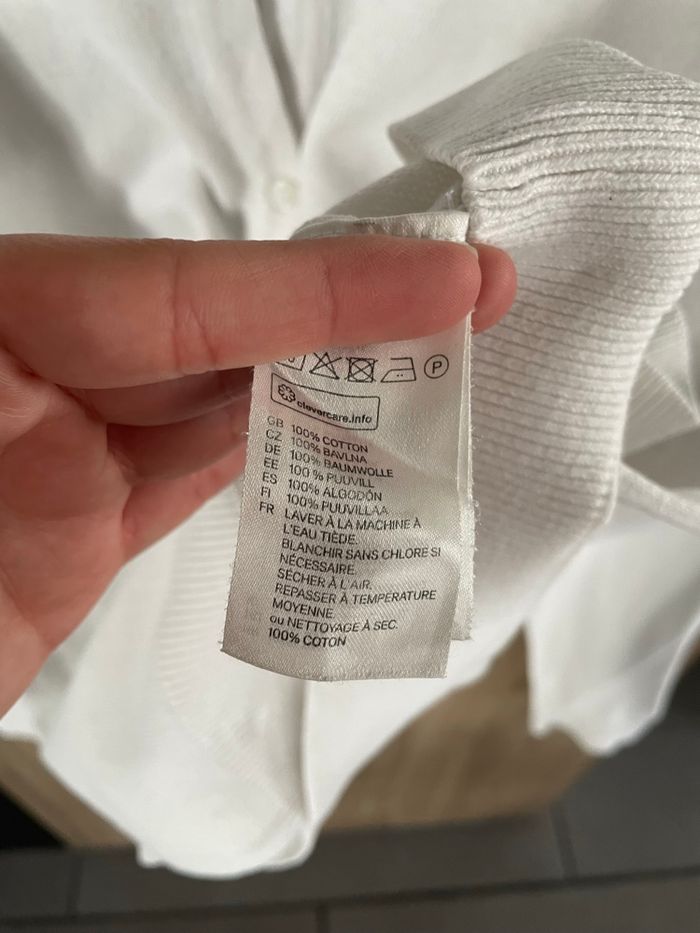 P
clevercare.info
GB 100% COTTON
CZ 100% BAVLNA
DE 100% BAUMWOLLE
EE 100 % PUUVILL
ES 100% ALGODÓN
FI 100% PUUVILLAA
FR LAVER À LA MACHINE À
L'EAU TIÈDE.
BLANCHIR SANS CHLORE SI
NÉCESSAIRE.
SÉCHER À L'AIR.
REPASSER À TEMPERATURE
MOYENNE.
ou NETTOYAGE À SEC.
100% COTON